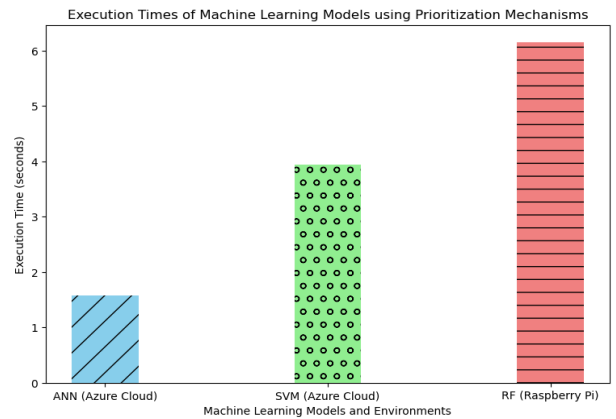 Execution Times of Machine Learning Models using Prioritization Mechanisms
Execution Time (seconds)
6
5
4
3
2
1
0
ANN (Azure Cloud) SVM (Azure Cloud) RF (Raspberry Pi)
Machine Learning Models and Environments